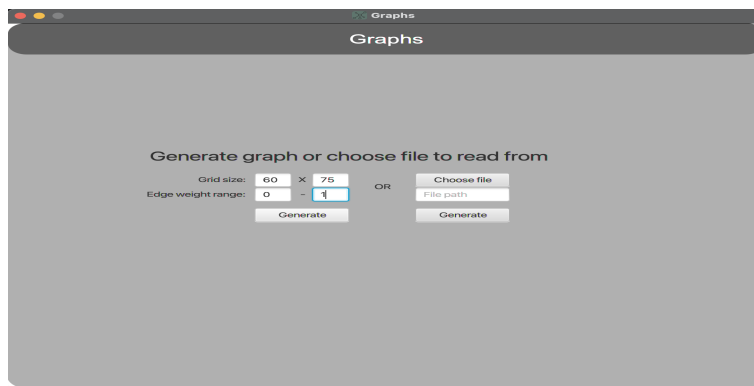 Graphs
Graphs
Generate graph or choose file to read from
Grid size: 60 X 75
Edge weight range: 0 - 1
Generate
OR
Choose file
File path
Generate